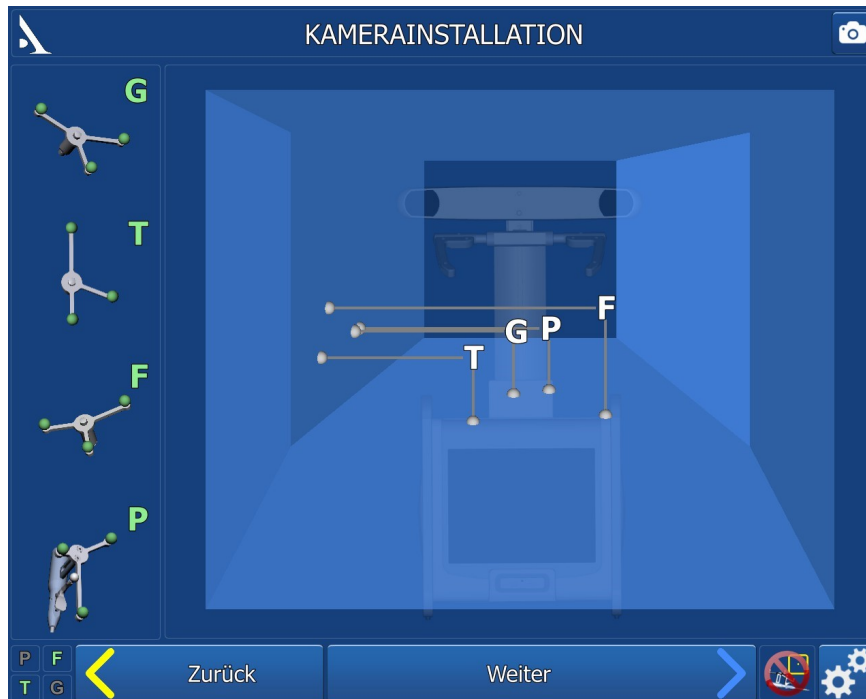 KAMERAINSTALLATION
G
T
F
P
F
G P
T
P F
T G
Zurück
Weiter